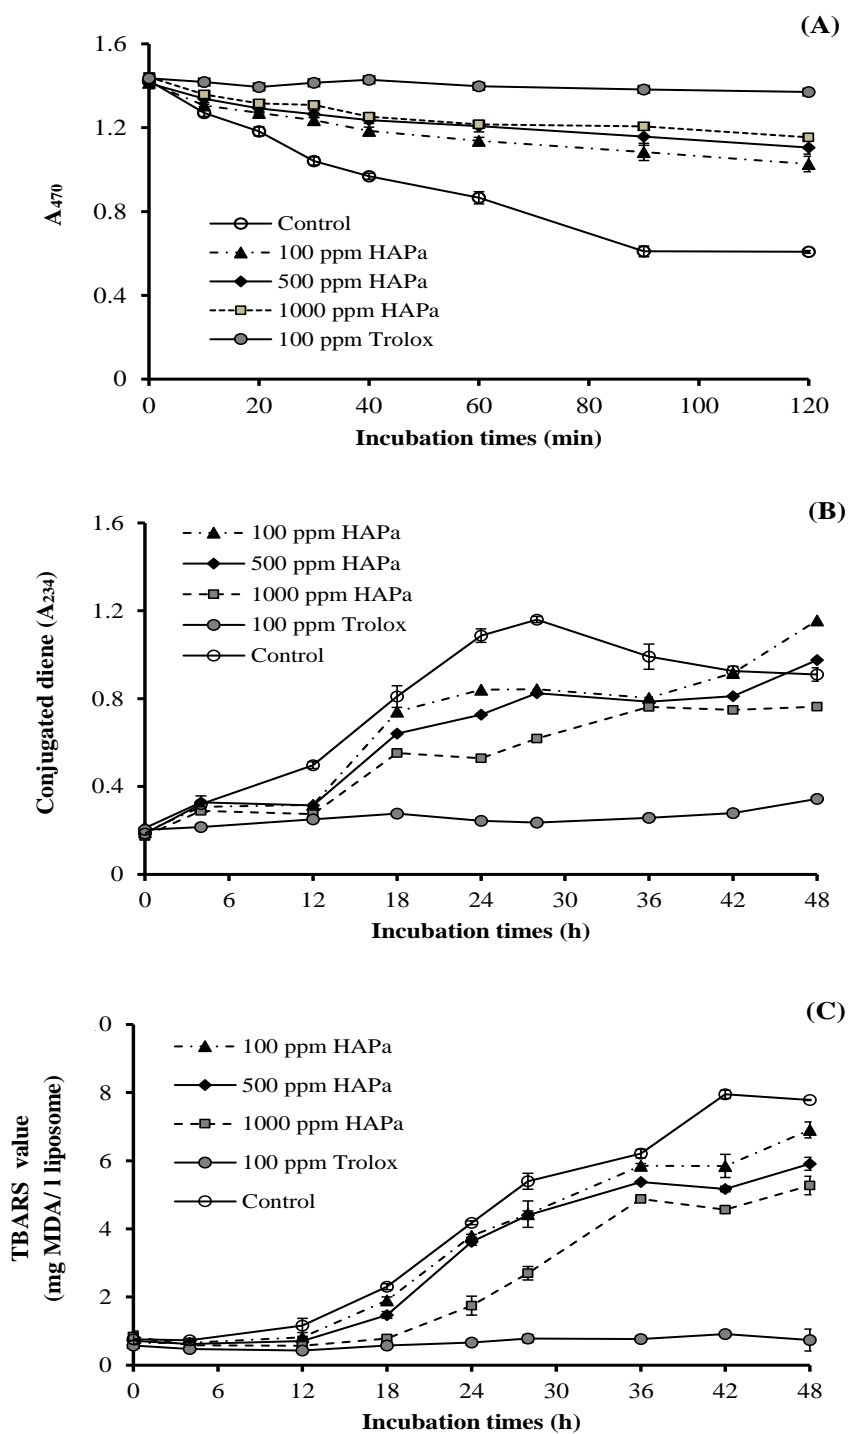 (A)
1.6
1.2
0.8
0.4
0
A470
Control
100 ppm HAPa
500 ppm HAPa
1000 ppm HAPa
100 ppm Trolox
0 20 40 60 80 100 120
Incubation times (min)
(B)
1.6
1.2
0.8
0.4
0
Conjugated diene (A234)
100 ppm HAPa
500 ppm HAPa
1000 ppm HAPa
100 ppm Trolox
Control
0 6 12 18 24 30 36 42 48
Incubation times (h)
(C)
.0
8
6
4
2
0
TBARS value
(mg MDA/ l liposome)
100 ppm HAPa
500 ppm HAPa
1000 ppm HAPa
100 ppm Trolox
Control
0 6 12 18 24 30 36 42 48
Incubation times (h)